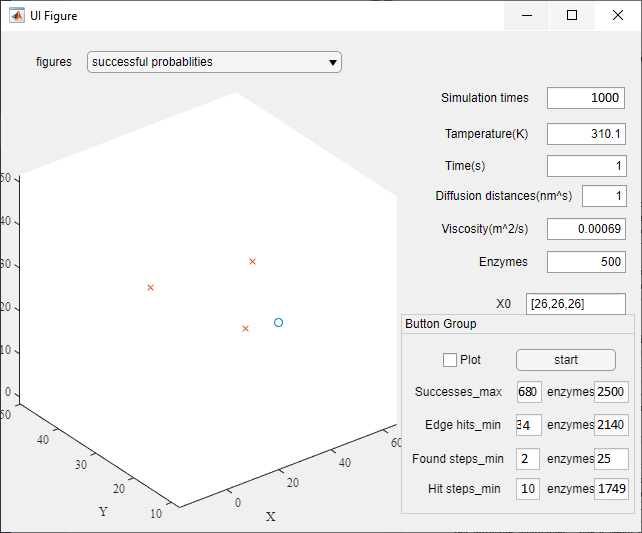 UI Figure
figures successful probablities
Simulation times 1000
Tamperature(K) 310.1
Time(s) 1
Diffusion distances(nm^s) 1
Viscosity(m^2/s) 0.00069
Enzymes 500
X0 [26,26,26]
Button Group
Plot start
Successes_max 680 enzymes 2500
Edge hits_min 34 enzymes 2140
Found steps_min 2 enzymes 25
Hit steps_min 10 enzymes 1749
50
40
30
20
10
0
50
40
30
20
10
Y
0
20
40
60
X